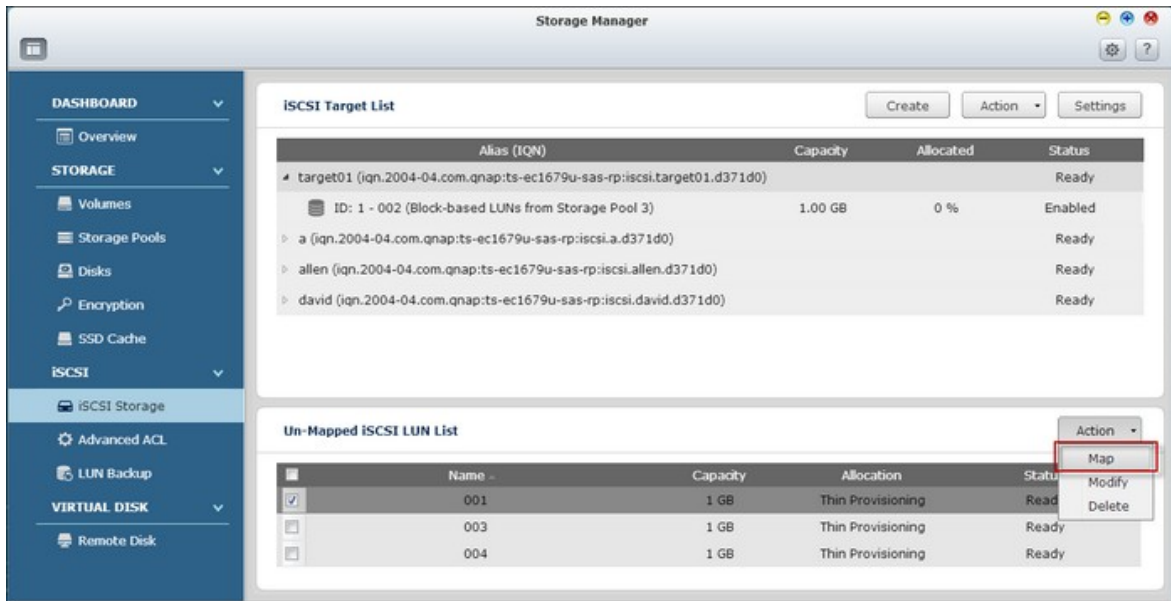 Storage Manager
?
DASHBOARD
Overview
STORAGE
Volumes
Storage Pools
Disks
Encryption
SSD Cache
iSCSI
iSCSI Storage
Advanced ACL
LUN Backup
VIRTUAL DISK
Remote Disk
iSCSI Target List Create Action Settings
Alias (IQN) Capacity Allocated Status
target01 (iqn.2004-04.com.qnap:ts-ec1679u-sas-rp:iscsi.target01.d371d0) Ready
ID: 1 - 002 (Block-based LUNs from Storage Pool 3) 1.00 GB 0 % Enabled
a (iqn.2004-04.com.qnap:ts-ec1679u-sas-rp:iscsi.a.d371d0) Ready
allen (iqn.2004-04.com.qnap:ts-ec1679u-sas-rp:iscsi.allen.d371d0) Ready
david (iqn.2004-04.com.qnap:ts-ec1679u-sas-rp:iscsi.david.d371d0) Ready
Un-Mapped iSCSI LUN List Action
Map
Modify
Delete
Name Capacity Allocation Statu
001 1 GB Thin Provisioning Read
003 1 GB Thin Provisioning Ready
004 1 GB Thin Provisioning Ready